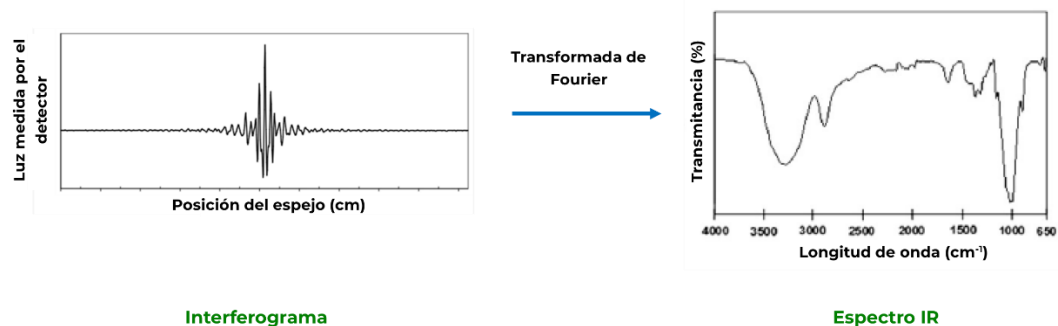 Luz medida por el
detector
Posición del espejo (cm)
Interferograma
Transformada de
Fourier
Transmitancia (%)
4000 3500 3000 2500 2000 1500 1000 650
Longitud de onda (cm⁻¹)
Espectro IR